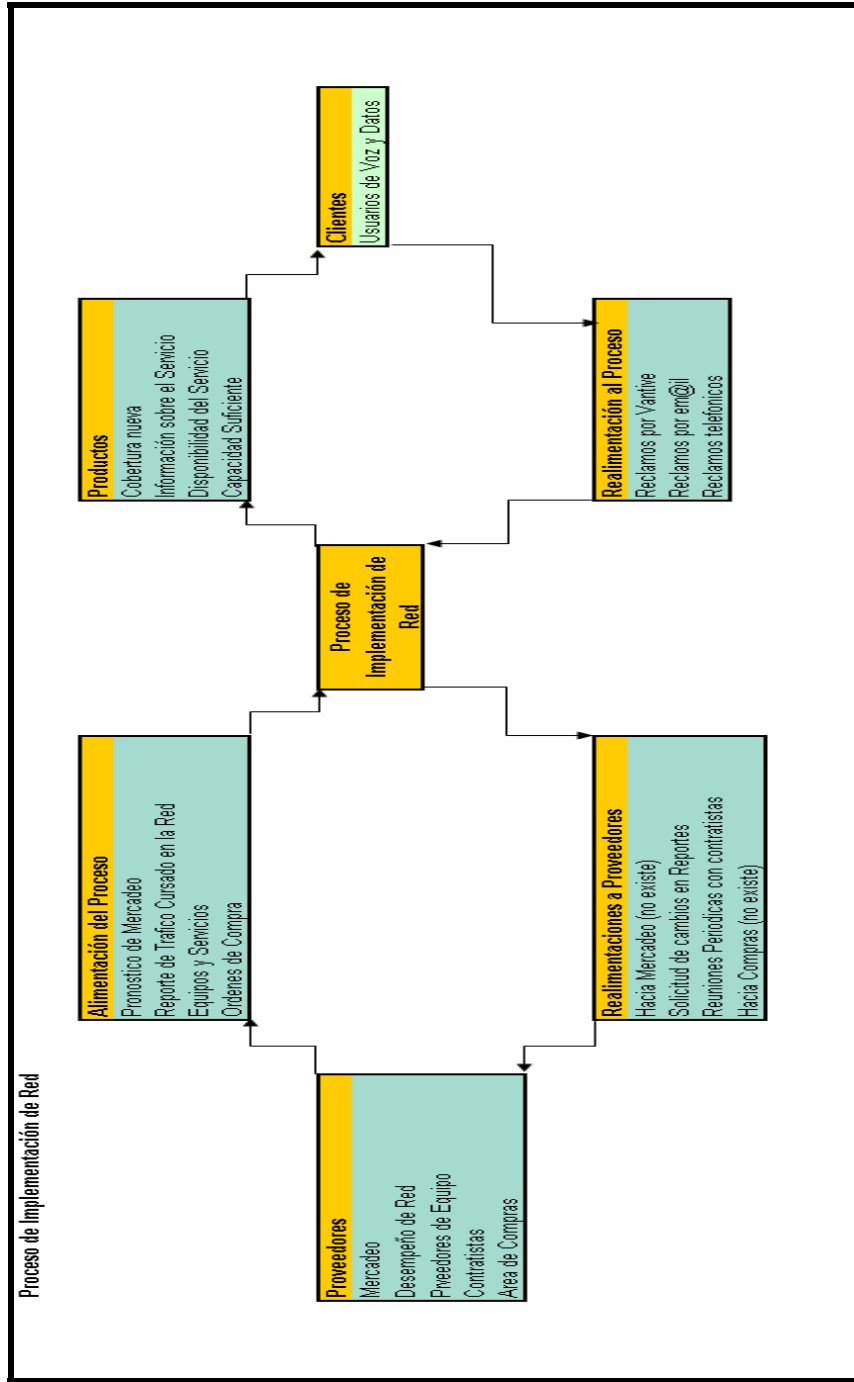 Proceso de Implementación de Red
Proveedores
Mercadeo
Desempeño de Red
Prveedores de Equipo
Contratistas
Area de Compras
Alimentación del Proceso
Pronostico de Mercadeo
Reporte de Trafico Cursado en la Red
Equipos y Servicios
Ordenes de Compra
Realimentaciones a Proveedores
Hacia Mercadeo (no existe)
Solicitud de cambios en Reportes
Reuniones Periodicas con contratistas
Hacia Compras (no existe)
Proceso de
Implementación de
Red
Productos
Cobertura nueva
Información sobre el Servicio
Disponibilidad del Servicio
Capacidad Suficiente
Clientes
Usuarios de Voz y Datos
Realimentación al Proceso
Reclamos por Vantive
Reclamos por em@il
Reclamos telefonicos